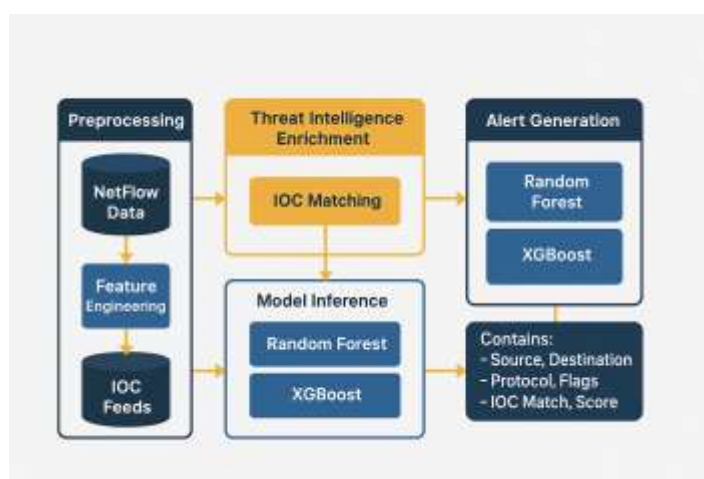 Preprocessing
NetFlow
Data
Feature
Engineering
IOC
Feeds
Threat Intelligence
Enrichment
IOC Matching
Model Inference
Random Forest
XGBoost
Alert Generation
Random
Forest
XGBoost
Contains:
- Source, Destination
- Protocol, Flags
- IOC Match, Score